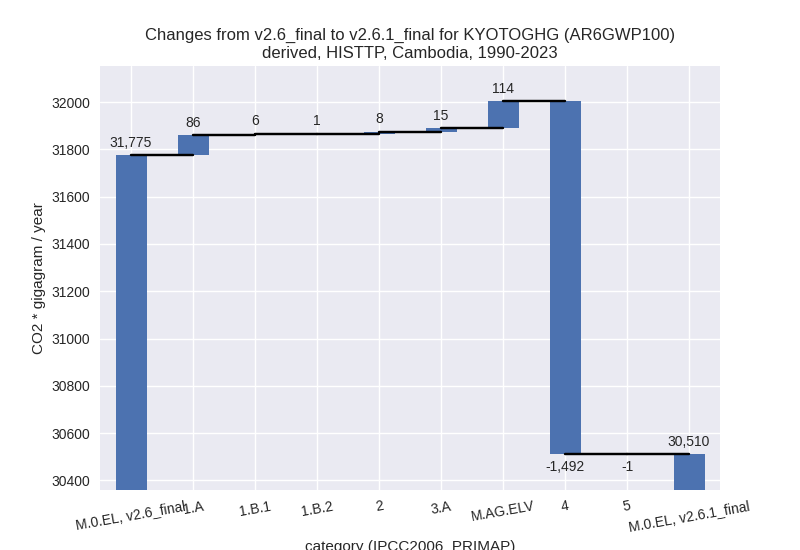 Changes from v2.6_final to v2.6.1_final for KYOTOGHG (AR6GWP100)
derived, HISTTP, Cambodia, 1990-2023
CO2 * gigagram / year
32000
31800
31600
31400
31200
31000
30800
30600
30400
31,775
86
6
1
8
15
114
-1,492
-1
30,510
M.0.EL, v2.6_final
1.A
1.B.1
1.B.2
2
3.A
M.AG.ELV
4
5
M.0.EL, v2.6.1_final
category (IPCC2006_PRIMAP)